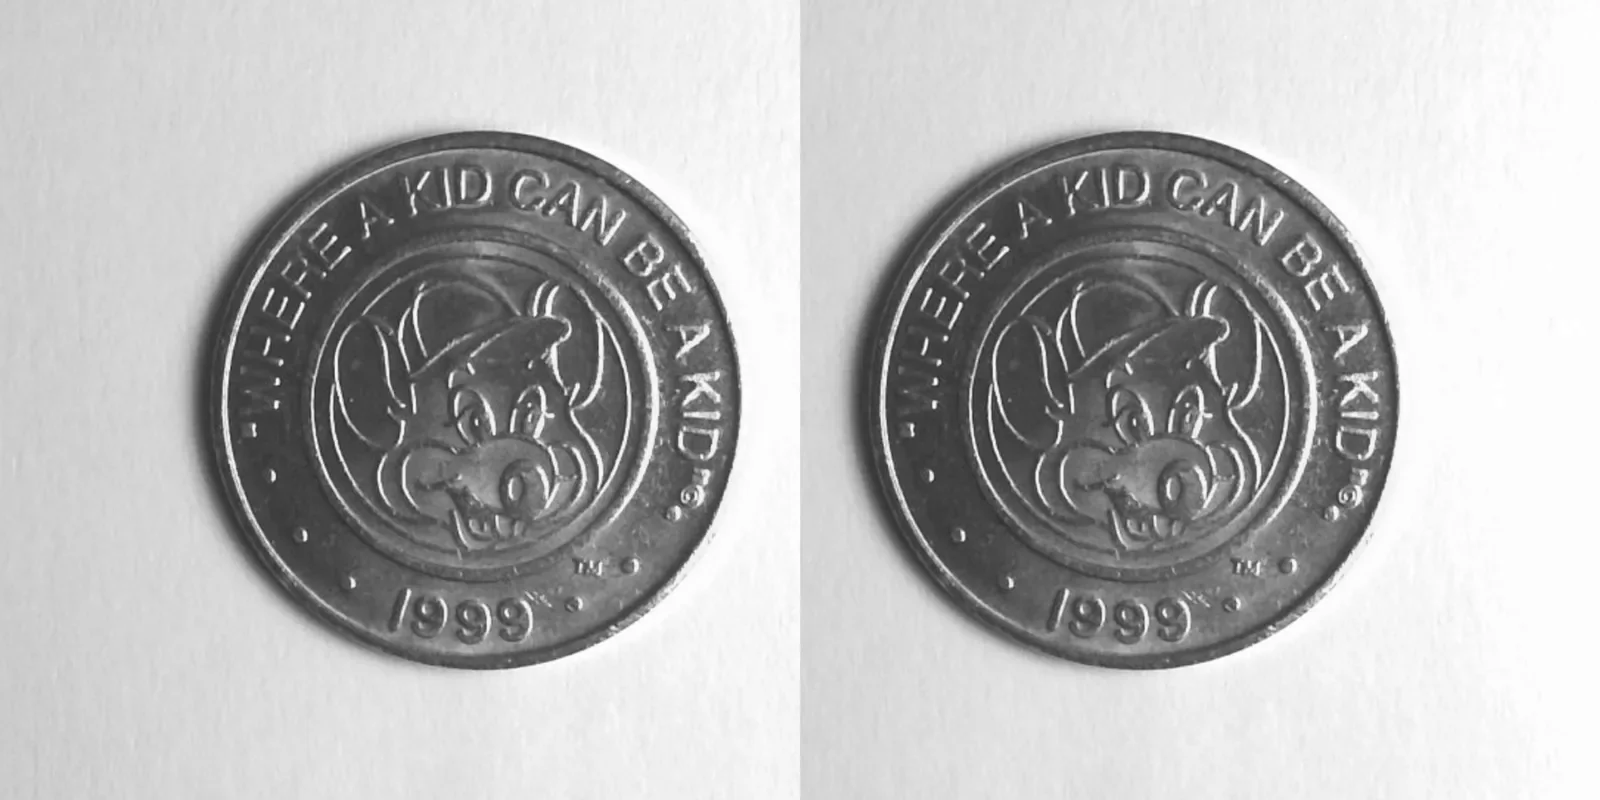 "WHERE A KID CAN BE A KID"®
TM
1999
"WHERE A KID CAN BE A KID"®
TM
1999